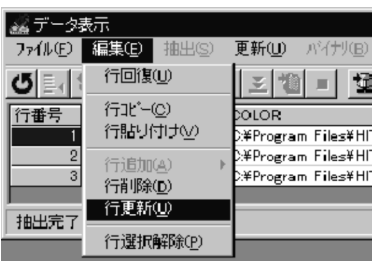 データ表示
ファイル(F) 編集(E) 抽出(S) 更新(U) バイナリ(B)
行回復(U)
行コピー(C)
行貼り付け(V)
行追加(A)
行削除(D)
行更新(U)
行選択解除(P)
行番号 COLOR
1 C:¥Program Files¥HI
2 C:¥Program Files¥HI
3 C:¥Program Files¥HI
抽出完了